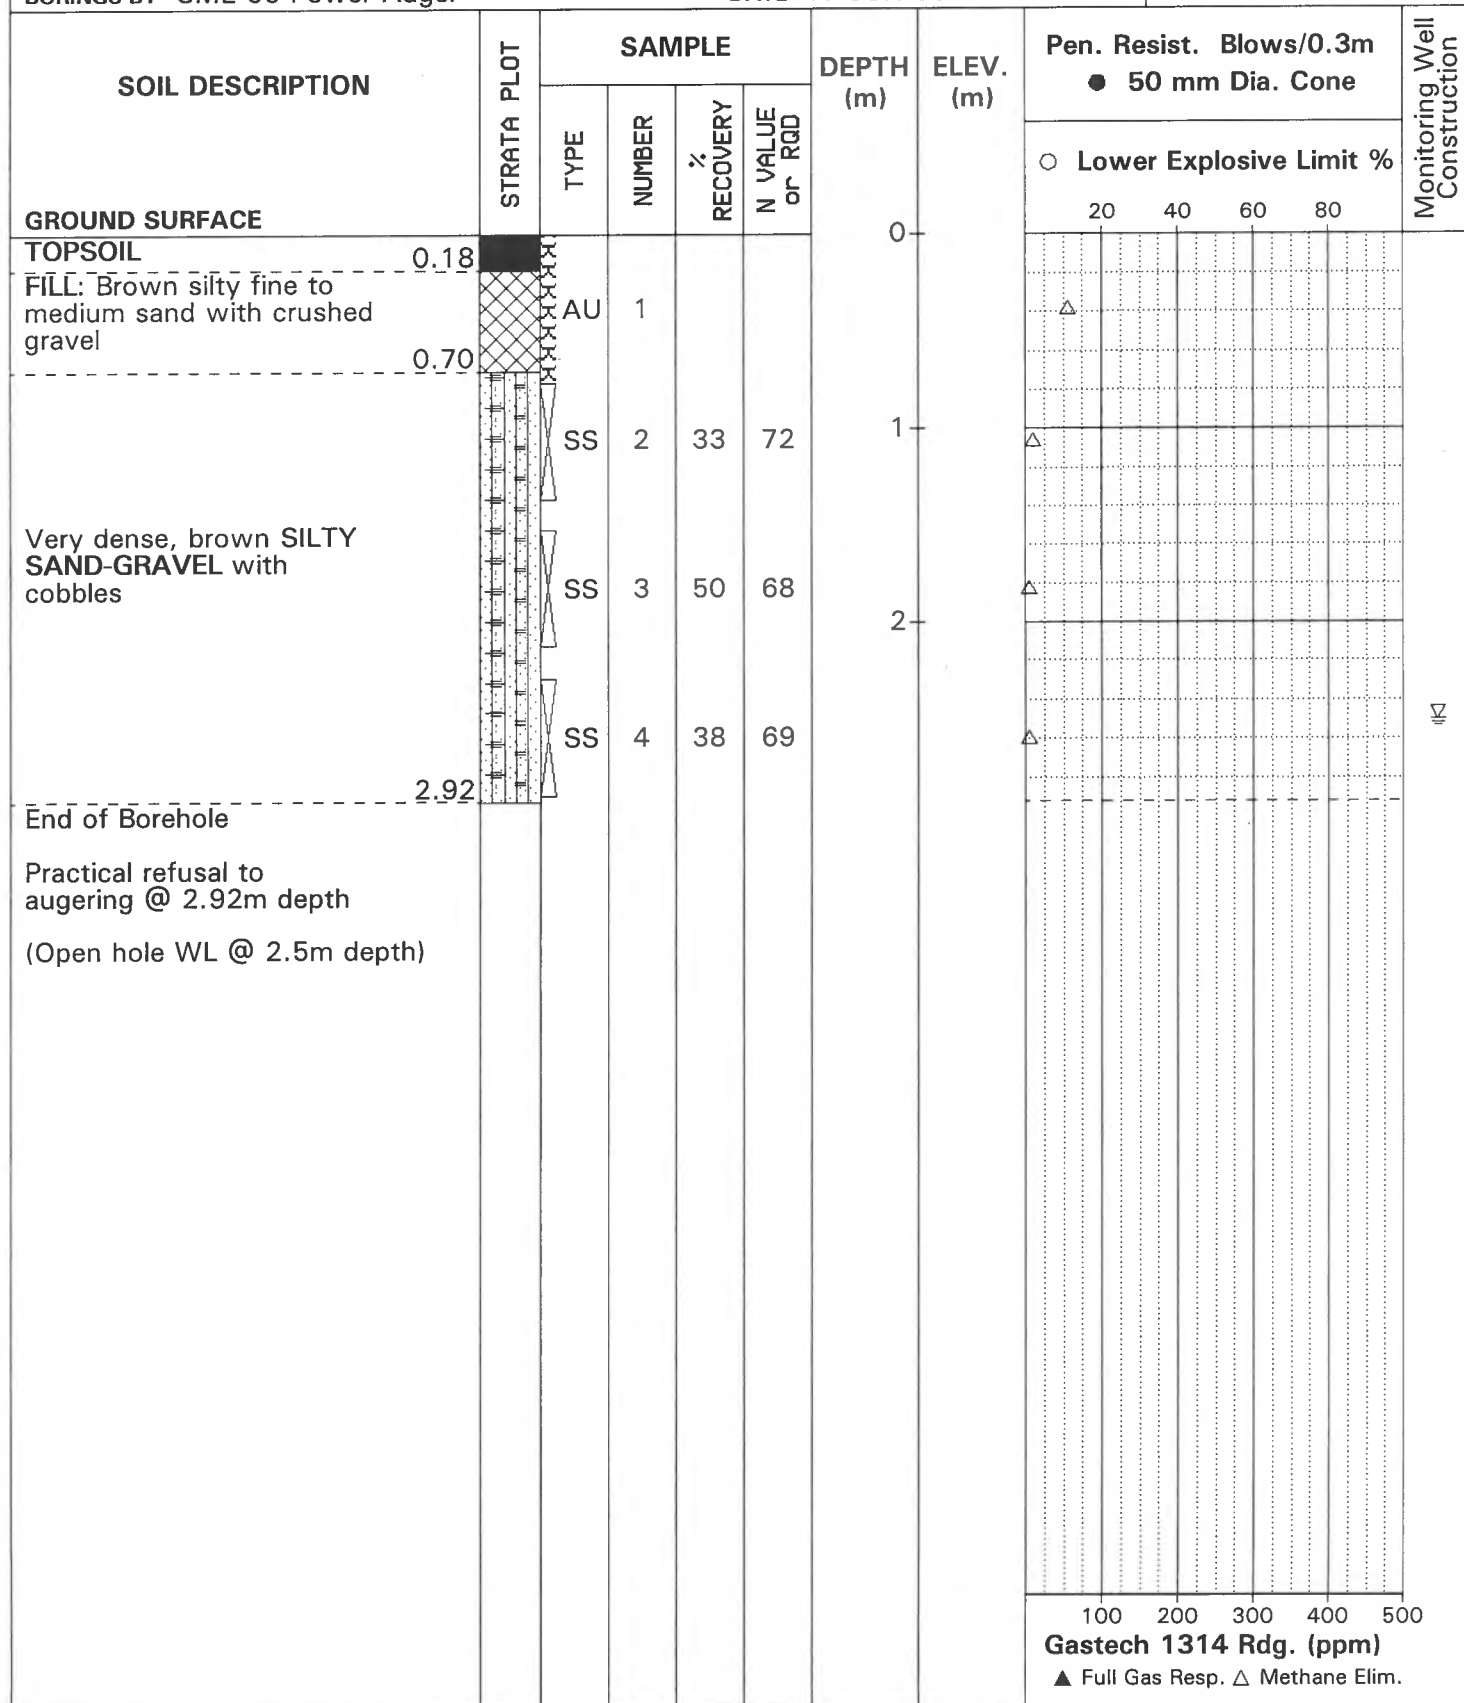 SOIL DESCRIPTION
GROUND SURFACE
STRATA PLOT
SAMPLE
TYPE
NUMBER
% RECOVERY
N VALUE or RQD
DEPTH (m)
ELEV. (m)
Pen. Resist. Blows/0.3m
● 50 mm Dia. Cone
○ Lower Explosive Limit %
20 40 60 80
Monitoring Well Construction
TOPSOIL 0.18
FILL: Brown silty fine to
medium sand with crushed
gravel
0.70
AU 1
0
SS 2 33 72
1
Very dense, brown SILTY
SAND-GRAVEL with
cobbles
SS 3 50 68
2
SS 4 38 69
2.92
End of Borehole
Practical refusal to
augering @ 2.92m depth
(Open hole WL @ 2.5m depth)
100 200 300 400 500
Gastech 1314 Rdg. (ppm)
▲ Full Gas Resp. △ Methane Elim.